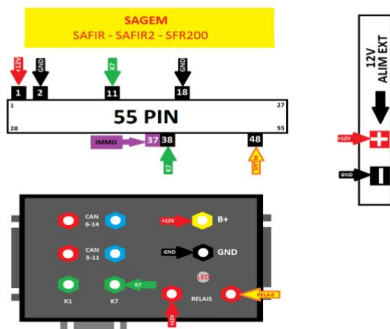 SAGEM
SAFIR - SAFIR2 - SFR200
+12V
GND
K7
GND
1
2
11
18
1
27
55 PIN
28
55
IMMO
37
38
48
K7
12V
ALIM EXT
+12V
GND
CAN
6-14
+12V
B+
CAN
3-11
GND
GND
LED
K1
K7
K7
RELAIS
RELAIS
+12V